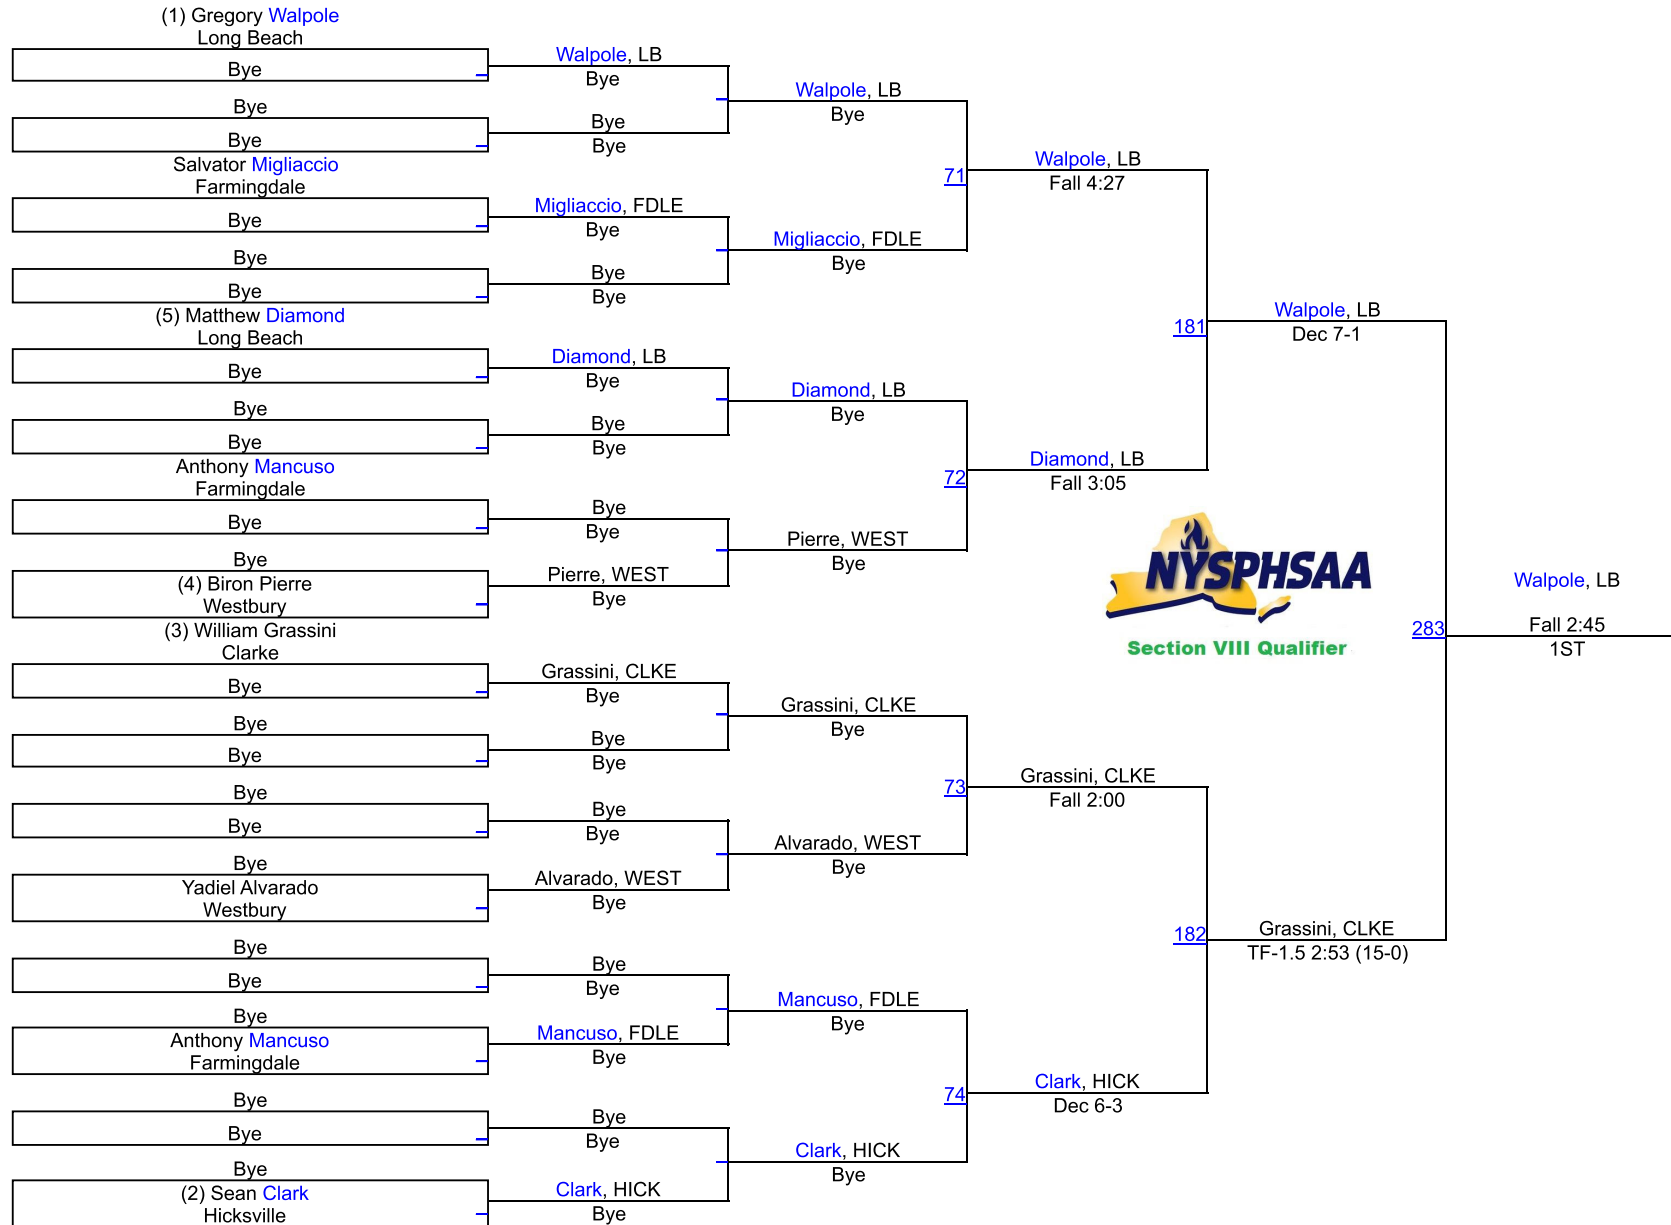 (1) Gregory Walpole
Long Beach
Bye
Bye
Bye
Salvator Migliaccio
Farmingdale
Bye
Bye
Bye
(5) Matthew Diamond
Long Beach
Bye
Bye
Bye
Anthony Mancuso
Farmingdale
Bye
Bye
(4) Biron Pierre
Westbury
(3) William Grassini
Clarke
Bye
Bye
Bye
Bye
Bye
Bye
Yadiel Alvarado
Westbury
Bye
Bye
Bye
Anthony Mancuso
Farmingdale
Bye
Bye
Bye
(2) Sean Clark
Hicksville
Walpole, LB
Bye
Bye
Bye
Migliaccio, FDLE
Bye
Bye
Bye
Diamond, LB
Bye
Bye
Bye
Bye
Bye
Pierre, WEST
Bye
Grassini, CLKE
Bye
Bye
Bye
Bye
Bye
Alvarado, WEST
Bye
Bye
Bye
Mancuso, FDLE
Bye
Bye
Bye
Clark, HICK
Bye
Walpole, LB
Bye
71
Migliaccio, FDLE
Bye
Diamond, LB
Bye
72
Pierre, WEST
Bye
Grassini, CLKE
Bye
73
Alvarado, WEST
Bye
Mancuso, FDLE
Bye
74
Clark, HICK
Bye
Walpole, LB
Fall 4:27
181
Diamond, LB
Fall 3:05
Grassini, CLKE
Fall 2:00
182
Clark, HICK
Dec 6-3
Walpole, LB
Dec 7-1
NYSPHSAA
Section VIII Qualifier
283
Grassini, CLKE
TF-1.5 2:53 (15-0)
Walpole, LB
Fall 2:45
1ST